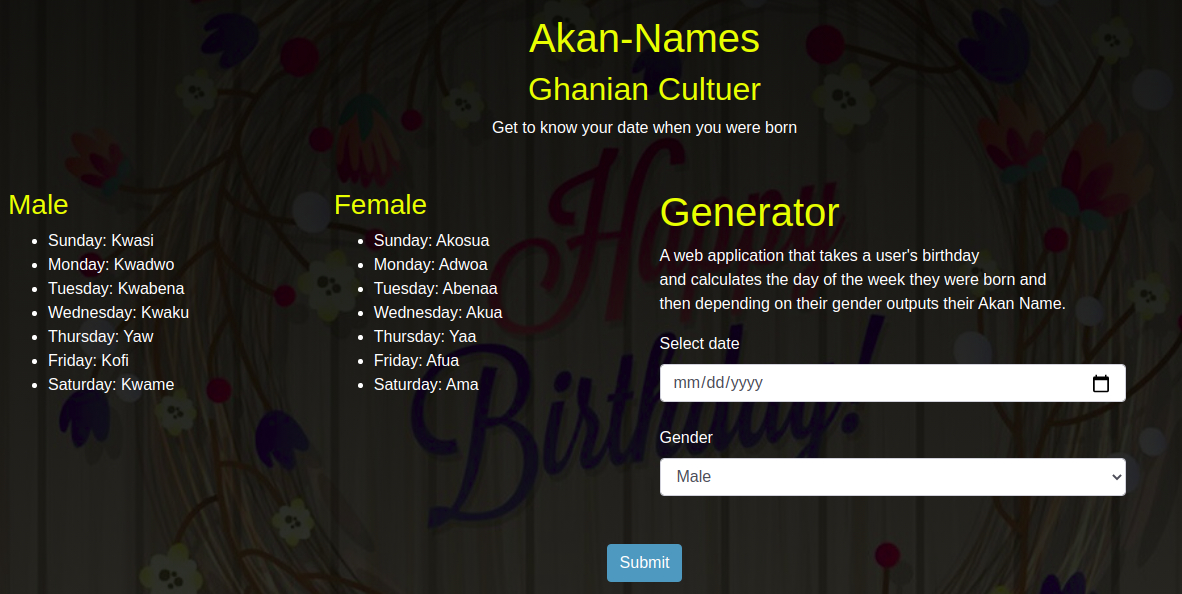 Akan-Names
Ghanian Cultuer
Get to know your date when you were born
Male
Sunday: Kwasi
Monday: Kwadwo
Tuesday: Kwabena
Wednesday: Kwaku
Thursday: Yaw
Friday: Kofi
Saturday: Kwame
Female
Sunday: Akosua
Monday: Adwoa
Tuesday: Abenaa
Wednesday: Akua
Thursday: Yaa
Friday: Afua
Saturday: Ama
Generator
A web application that takes a user's birthday
and calculates the day of the week they were born and
then depending on their gender outputs their Akan Name.
Select date
mm/dd/yyyy
Gender
Male
Submit
Happy
Birthday!